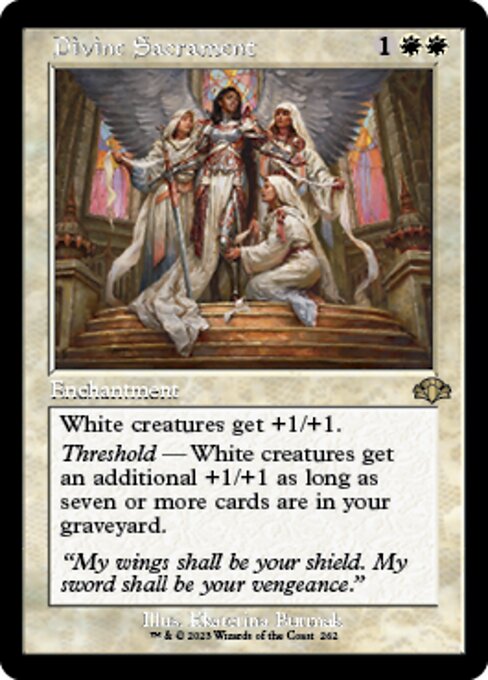 Divine Sacrament 1
Enchantment
White creatures get +1/+1.
Threshold — White creatures get
an additional +1/+1 as long as
seven or more cards are in your
graveyard.
“My wings shall be your shield. My
sword shall be your vengeance.”
Illus. Ekaterina Burmak
™ & © 2023 Wizards of the Coast 262